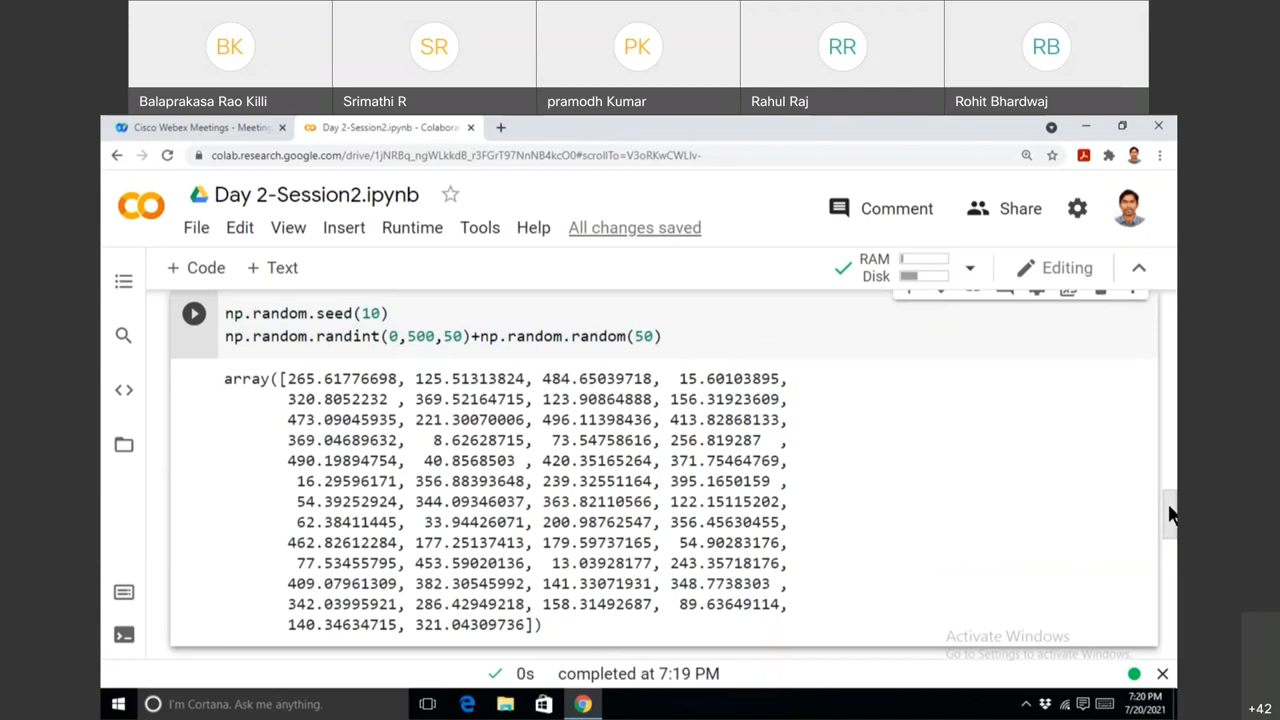 BK
SR
PK
RR
RB
Balaprakasa Rao Killi
Srimathi R
pramodh Kumar
Rahul Raj
Rohit Bhardwaj
Cisco Webex Meetings - Meeting
Day 2-Session2.ipynb - Colabora
colab.research.google.com/drive/1jNRBq_ngWLkkdB_r3FGrT97NnNB4kcO0#scrollTo=V3oRKwCWLlv-
Day 2-Session2.ipynb
Comment
Share
File Edit View Insert Runtime Tools Help All changes saved
+ Code + Text
RAM
Disk
Editing
np.random.seed(10)
np.random.randint(0,500,50)+np.random.random(50)
array([265.61776698, 125.51313824, 484.65039718,  15.60103895,
320.8052232 , 369.52164715, 123.90864888, 156.31923609,
473.09045935, 221.30070006, 496.11398436, 413.82868133,
369.04689632,   8.62628715,  73.54758616, 256.819287  ,
490.19894754,  40.8568503 , 420.35165264, 371.75464769,
16.29596171, 356.88393648, 239.32551164, 395.1650159 ,
54.39252924, 344.09346037, 363.82110566, 122.15115202,
62.38411445,  33.94426071, 200.98762547, 356.45630455,
462.82612284, 177.25137413, 179.59737165,  54.90283176,
77.53455795, 453.59020136,  13.03928177, 243.35718176,
409.07961309, 382.30545992, 141.33071931, 348.7738303 ,
342.03995921, 286.42949218, 158.31492687,  89.63649114,
140.34634715, 321.04309736])
Activate Windows
Go to Settings to activate Windows.
0s completed at 7:19 PM
I'm Cortana. Ask me anything.
7:20 PM
7/20/2021
+42